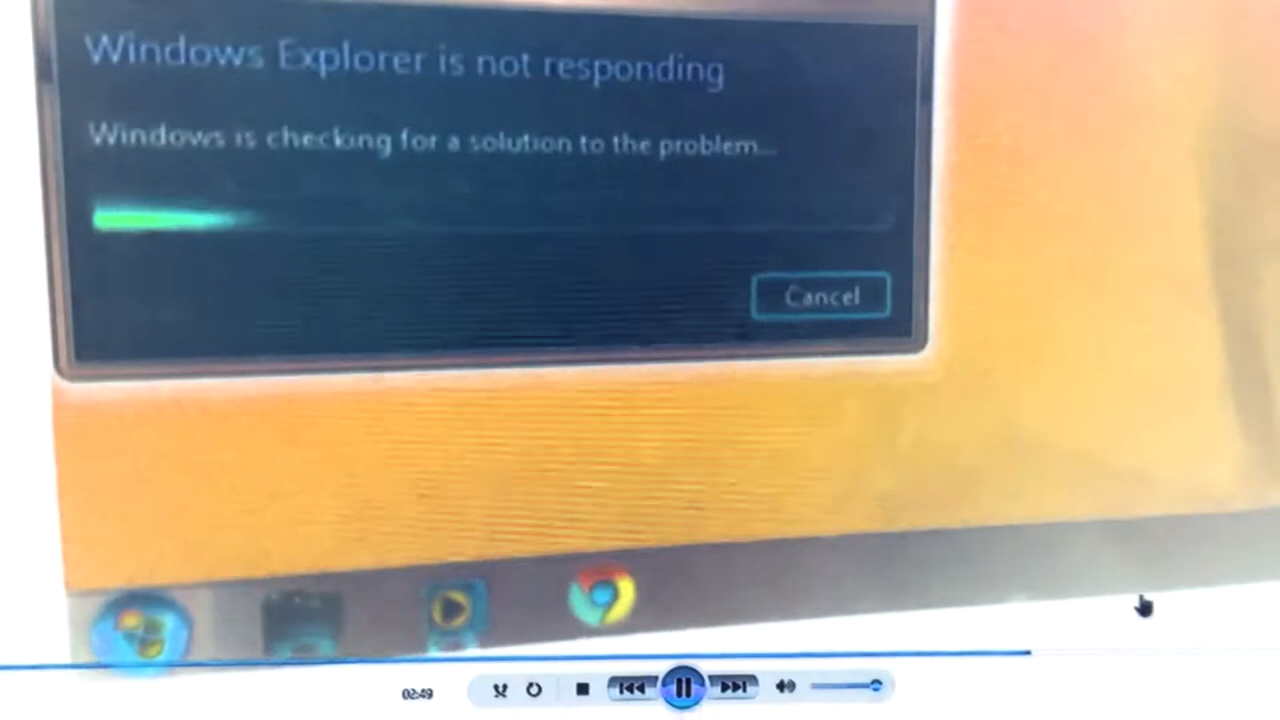 Windows Explorer is not responding
Windows is checking for a solution to the problem...
Cancel
02:49